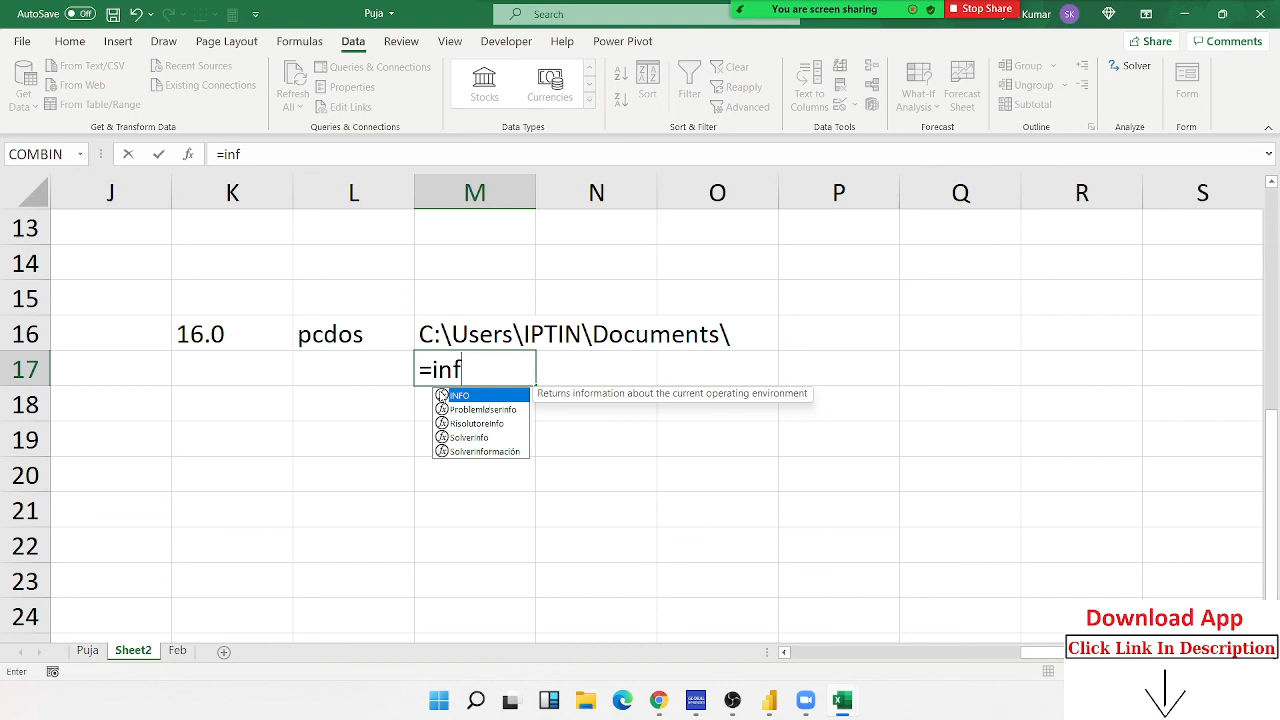 AutoSave Off
Puja
Search
You are screen sharing
Stop Share
Kumar SK
File Home Insert Draw Page Layout Formulas Data Review View Developer Help Power Pivot
Share Comments
Get Data
From Text/CSV
From Web
From Table/Range
Recent Sources
Existing Connections
Get & Transform Data
Refresh All
Queries & Connections
Properties
Edit Links
Queries & Connections
Stocks
Currencies
Data Types
Sort
Filter
Clear
Reapply
Advanced
Sort & Filter
Text to Columns
Data Tools
What-If Analysis
Forecast Sheet
Forecast
Group
Ungroup
Subtotal
Outline
Solver
Analyze
Form
Form
COMBIN
fx
=inf
J K L M N O P Q R S
13
14
15
16 16.0 pcdos C:\Users\IPTIN\Documents\
17 =inf
INFO
Returns information about the current operating environment
Problemløserinfo
RisolutoreInfo
Solverinfo
Solverinformación
18
19
20
21
22
23
24
Puja Sheet2 Feb
Enter
Download App
Click Link In Description